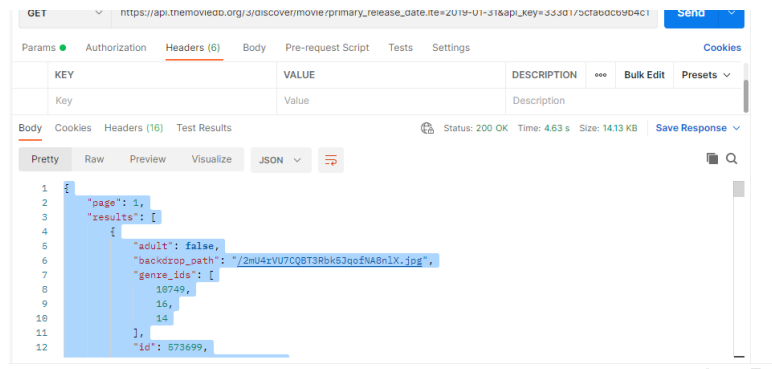 GET https://api.themoviedb.org/3/discover/movie?primary_release_date.lte=2019-01-31&api_key=333d175cfa6dc69b4c1 Send
Params Authorization Headers (6) Body Pre-request Script Tests Settings Cookies
KEY VALUE DESCRIPTION ooo Bulk Edit Presets
Key Value Description
Body Cookies Headers (16) Test Results Status: 200 OK Time: 4.63 s Size: 14.13 KB Save Response
Pretty Raw Preview Visualize JSON
1 {
2 "page": 1,
3 "results": [
4 {
5 "adult": false,
6 "backdrop_path": "/2mU4rVU7CQBT3Rbk5JqofNA8nlX.jpg",
7 "genre_ids": [
8 10749,
9 16,
10 14
11 ],
12 "id": 573699,